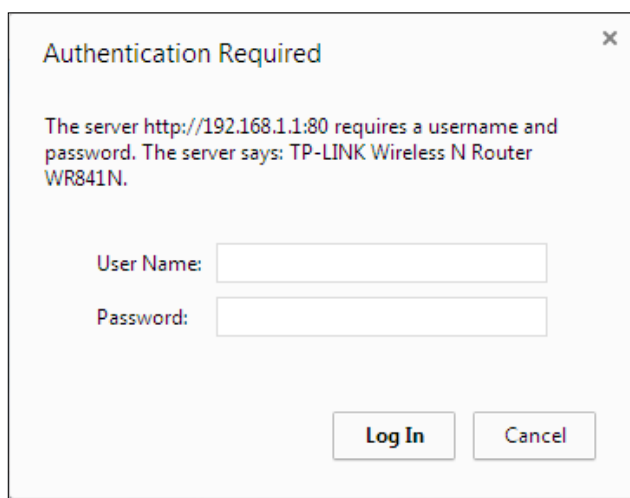 Authentication Required
The server http://192.168.1.1:80 requires a username and
password. The server says: TP-LINK Wireless N Router
WR841N.
User Name:
Password:
Log In
Cancel